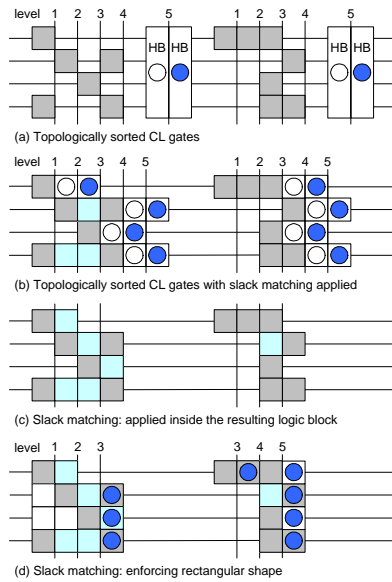 level 1 2 3 4 5 1 2 3 4 5
HB HB HB HB
(a) Topologically sorted CL gates
level 1 2 3 4 5 1 2 3 4 5
(b) Topologically sorted CL gates with slack matching applied
(c) Slack matching: applied inside the resulting logic block
level 1 2 3 3 4 5
(d) Slack matching: enforcing rectangular shape